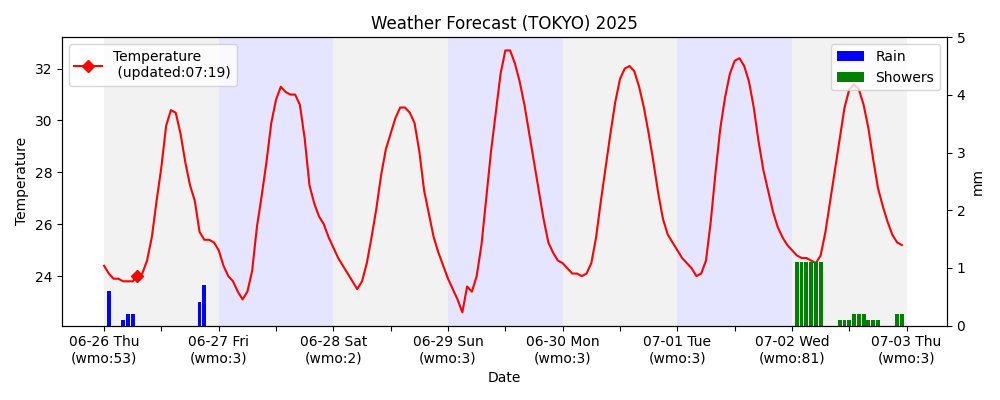 Weather Forecast (TOKYO) 2025
Temperature
(updated:07:19)
Rain
Showers
Temperature
32
30
28
26
24
5
4
3
2
1
0
mm
06-26 Thu
(wmo:53)
06-27 Fri
(wmo:3)
06-28 Sat
(wmo:2)
06-29 Sun
(wmo:3)
06-30 Mon
(wmo:3)
07-01 Tue
(wmo:3)
07-02 Wed
(wmo:81)
07-03 Thu
(wmo:3)
Date